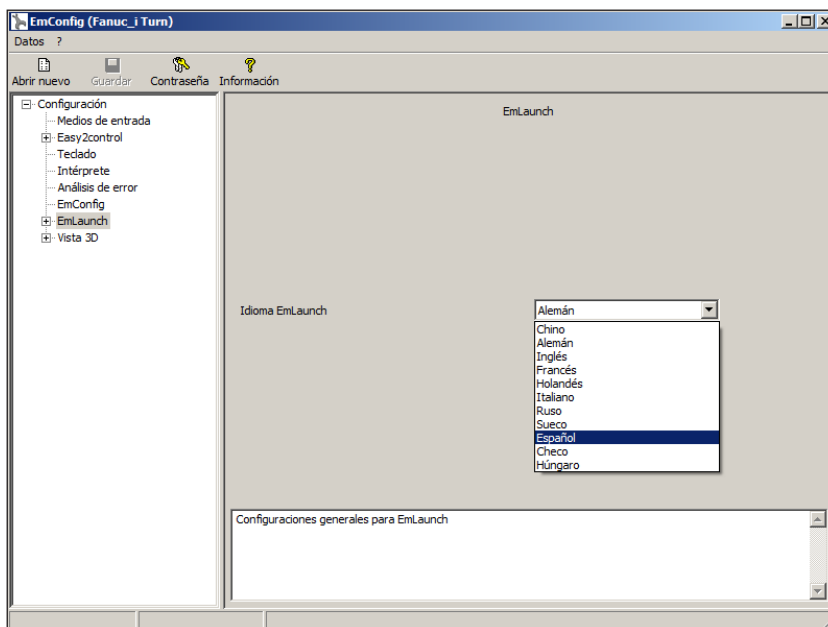 EmConfig (Fanuc_i Turn)
Datos ?
Abrir nuevo Guardar Contraseña Información
Configuración
Medios de entrada
Easy2control
Teclado
Intérprete
Análisis de error
EmConfig
EmLaunch
Vista 3D
EmLaunch
Idioma EmLaunch
Alemán
Chino
Alemán
Inglés
Francés
Holandés
Italiano
Ruso
Sueco
Español
Checo
Húngaro
Configuraciones generales para EmLaunch